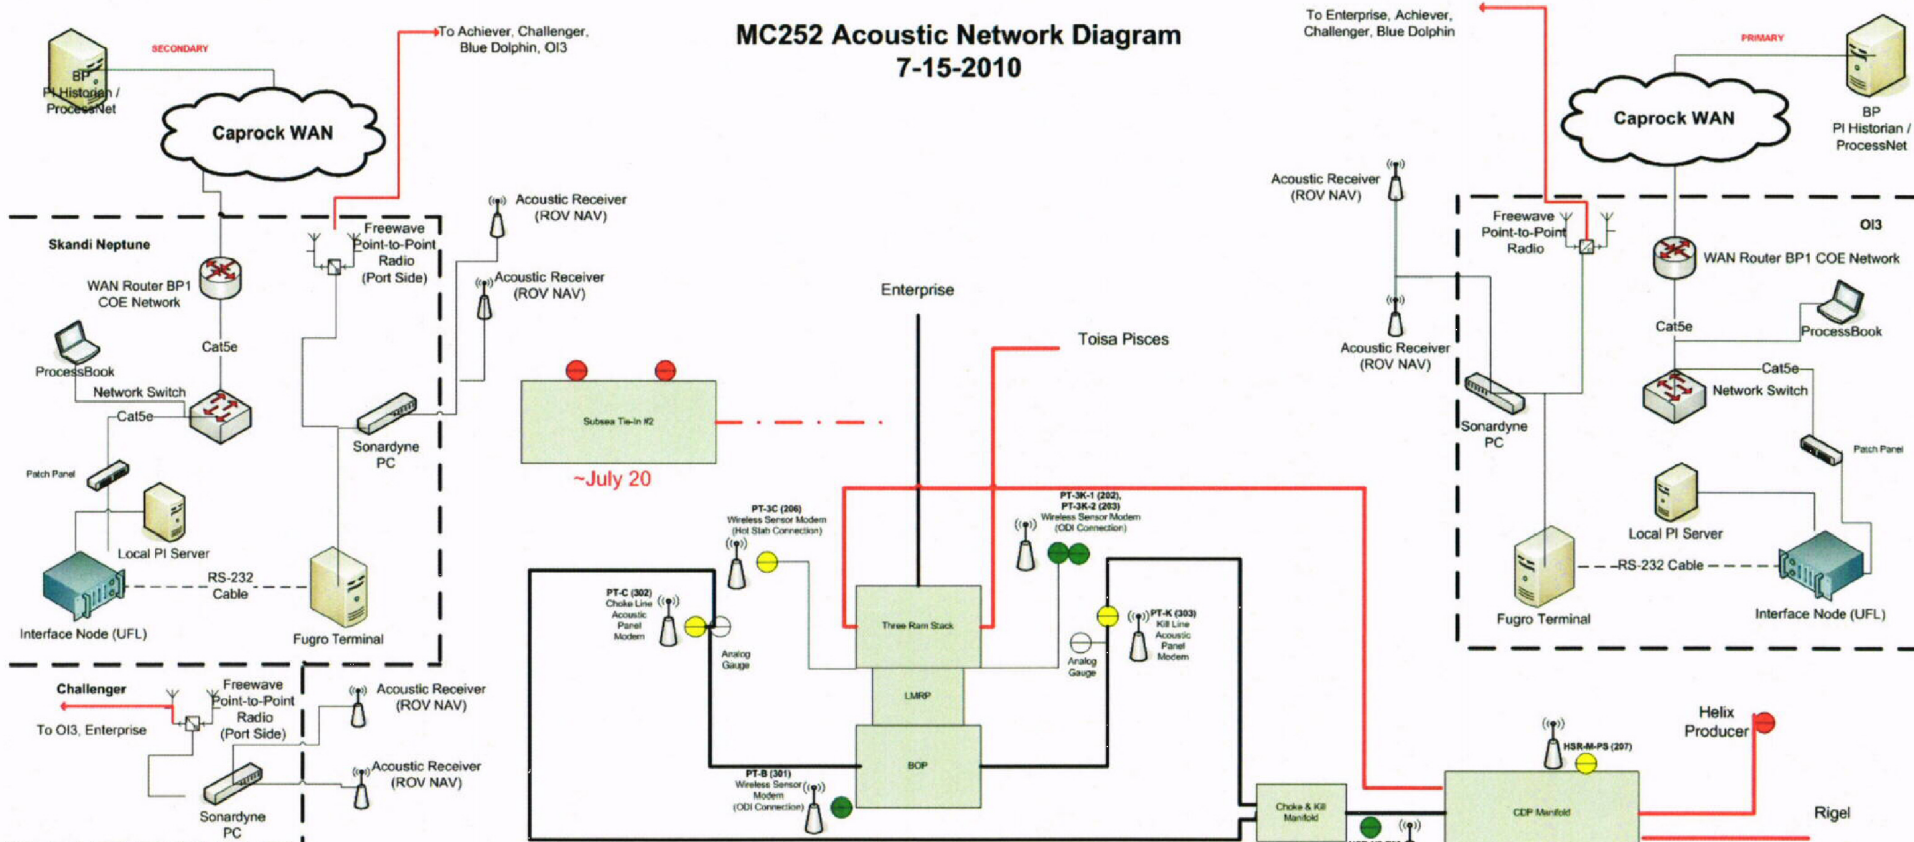 MC252 Acoustic Network Diagram
7-15-2010
SECONDARY
BP
PI Historian /
ProcessNet
Caprock WAN
To Achiever, Challenger,
Blue Dolphin, OI3
To Enterprise, Achiever,
Challenger, Blue Dolphin
PRIMARY
BP
PI Historian /
ProcessNet
Caprock WAN
Skandi Neptune
Freewave
Point-to-Point
Radio
(Port Side)
WAN Router BP1
COE Network
Cat5e
ProcessBook
Network Switch
Cat5e
Patch Panel
Local PI Server
RS-232
Cable
Interface Node (UFL)
Fugro Terminal
Sonardyne
PC
Acoustic Receiver
(ROV NAV)
Acoustic Receiver
(ROV NAV)
Challenger
Freewave
Point-to-Point
Radio
(Port Side)
To OI3, Enterprise
Sonardyne
PC
Acoustic Receiver
(ROV NAV)
Acoustic Receiver
(ROV NAV)
Enterprise
Toisa Pisces
Subsea Tie-In #2
~July 20
PT-3C (206)
Wireless Sensor Modem
(Hot Stab Connection)
PT-3K-1 (202),
PT-3K-2 (203)
Wireless Sensor Modem
(ODI Connection)
PT-C (302)
Choke Line
Acoustic
Panel
Modem
Analog
Gauge
Three Ram Stack
LMRP
BOP
Analog
Gauge
PT-K (303)
Kill Line
Acoustic
Panel
Modem
PT-B (301)
Wireless Sensor
Modem
(ODI Connection)
Choke & Kill
Manifold
HSR-M-PS (207)
CDP Manifold
Helix
Producer
Rigel
Acoustic Receiver
(ROV NAV)
Acoustic Receiver
(ROV NAV)
Freewave
Point-to-Point
Radio
OI3
WAN Router BP1 COE Network
Cat5e
ProcessBook
Cat5e
Network Switch
Sonardyne
PC
Patch Panel
Local PI Server
RS-232 Cable
Fugro Terminal
Interface Node (UFL)